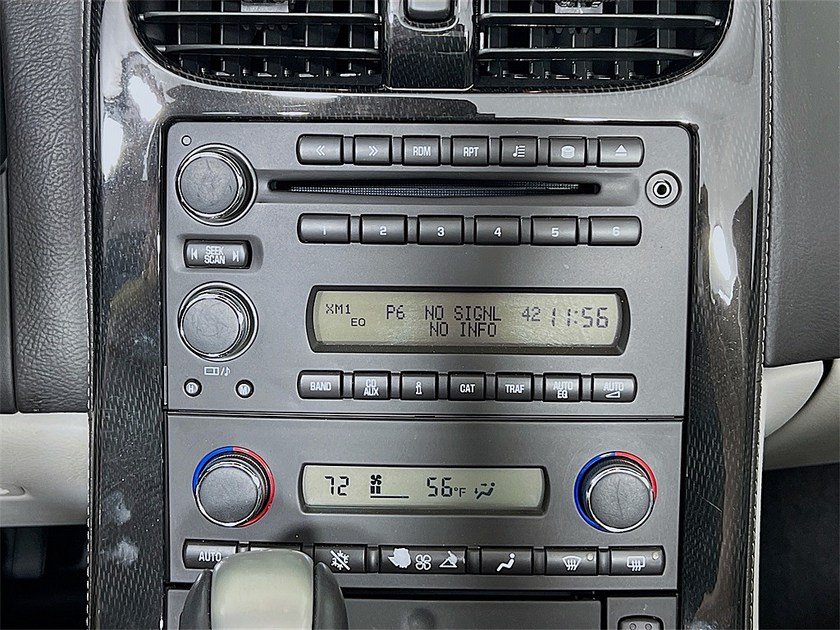 RDM RPT
1 2 3 4 5 6
SEEK
SCAN
XM1 P6 NO SIGNL 42 11:56
EQ NO INFO
H M
BAND CD AUX i CAT TRAF AUTO EQ AUTO
72 56°F
AUTO